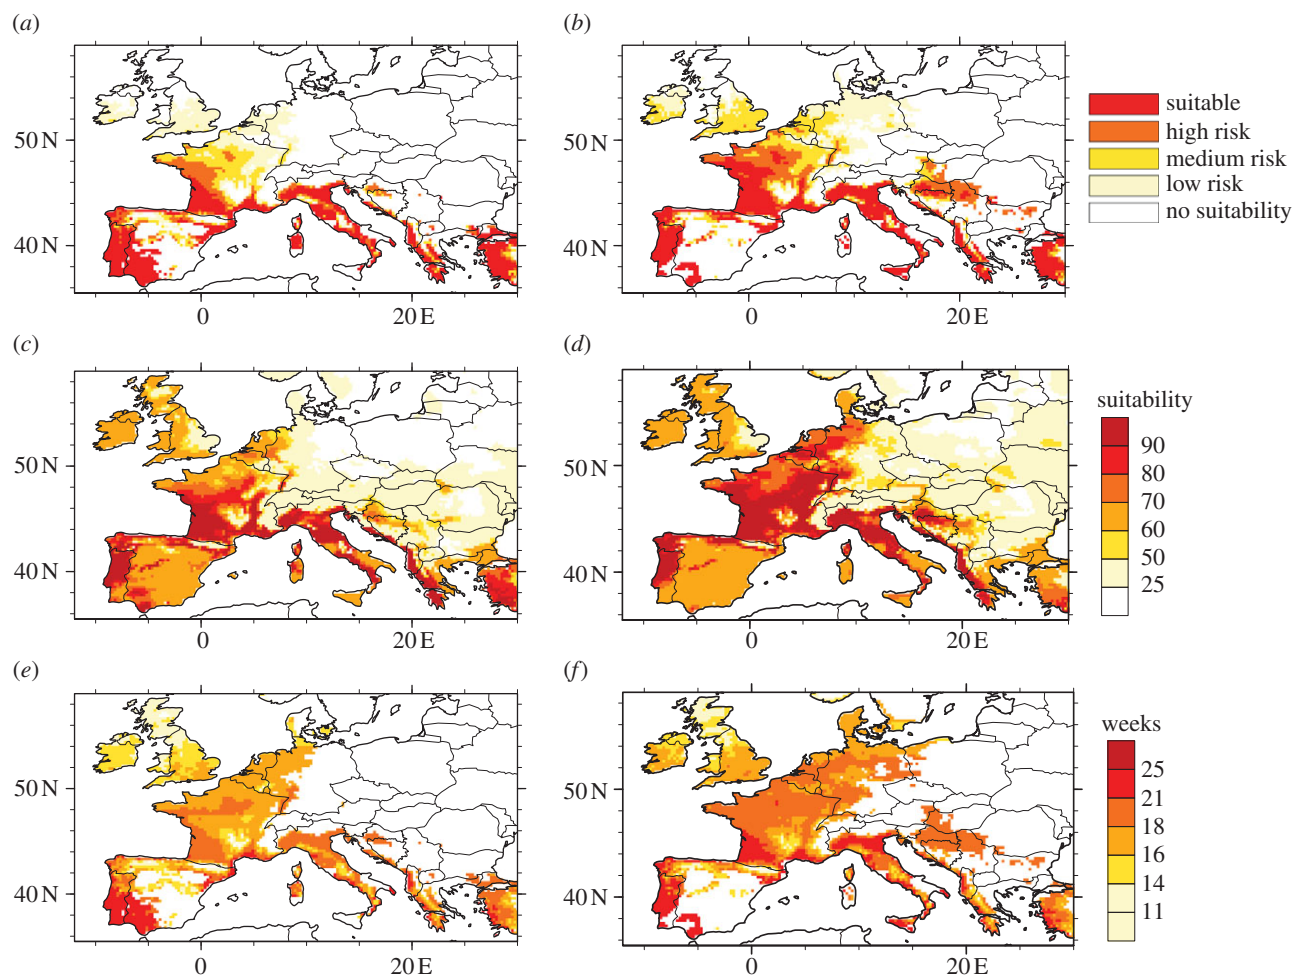 (a)
(b)
50 N
40 N
0
20 E
50 N
40 N
0
20 E
suitable
high risk
medium risk
low risk
no suitability
(c)
(d)
50 N
40 N
0
20 E
50 N
40 N
0
20 E
suitability
90
80
70
60
50
25
(e)
(f)
50 N
40 N
0
20 E
50 N
40 N
0
20 E
weeks
25
21
18
16
14
11